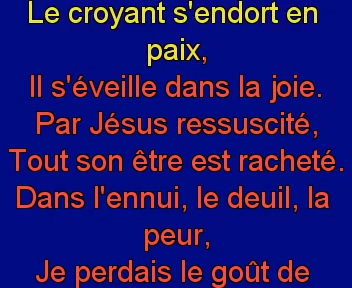 Le croyant s'endort en
paix,
Il s'éveille dans la joie.
Par Jésus ressuscité,
Tout son être est racheté.
Dans l'ennui, le deuil, la
peur,
Je perdais le goût de